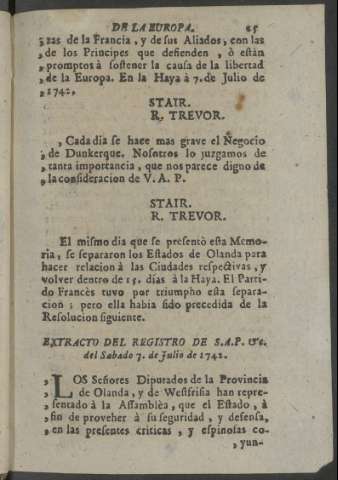 DE LA EUROPA. 85
„zas de la Francia, y de sus Aliados, con las
„de los Principes que defienden, ò están
„promptos à sostener la causa de la libertad
„de la Europa. En la Haya à 7. de Julio de
„1742.
STAIR.
R. TREVOR.
„Cada dia se hace mas grave el Negocio
„de Dunkerque. Nosotros lo juzgamos de
„tanta importancia, que nos parece digno de
„la consideracion de V. A. P.
STAIR.
R. TREVOR.
El mismo dia que se presentò esta Memo-
ria, se separaron los Estados de Olanda para
hacer relacion à las Ciudades respectivas, y
volver dentro de 15. dias à la Haya. El Parti-
do Francès tuvo por triumpho esta separa-
cion; pero ella habia sido precedida de la
Resolucion siguiente.
EXTRACTO DEL REGISTRO DE S.A.P. &c.
del Sabado 7. de Julio de 1742.
„LOS Señores Diputados de la Provincia
„de Olanda, y de Westfrisia han repre-
„sentado à la Assamblèa, que el Estado, à
„fin de proveher à su seguridad, y defensa,
„en las presentes criticas, y espinosas co-
„yun-